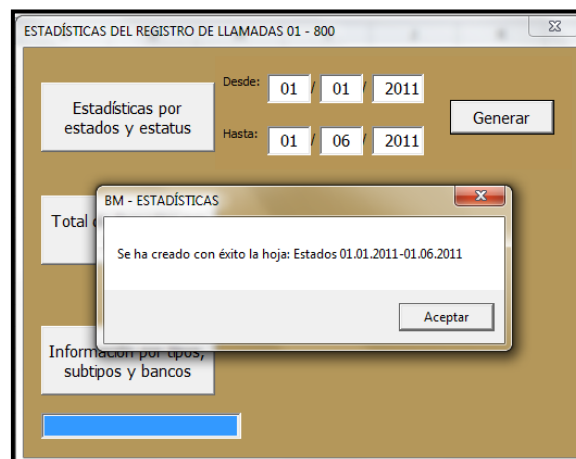 ESTADÍSTICAS DEL REGISTRO DE LLAMADAS 01 - 800
Desde: 01 / 01 / 2011
Estadísticas por
estados y estatus
Generar
Hasta: 01 / 06 / 2011
BM - ESTADÍSTICAS
Total
Se ha creado con éxito la hoja: Estados 01.01.2011-01.06.2011
Aceptar
Información por tipos,
subtipos y bancos